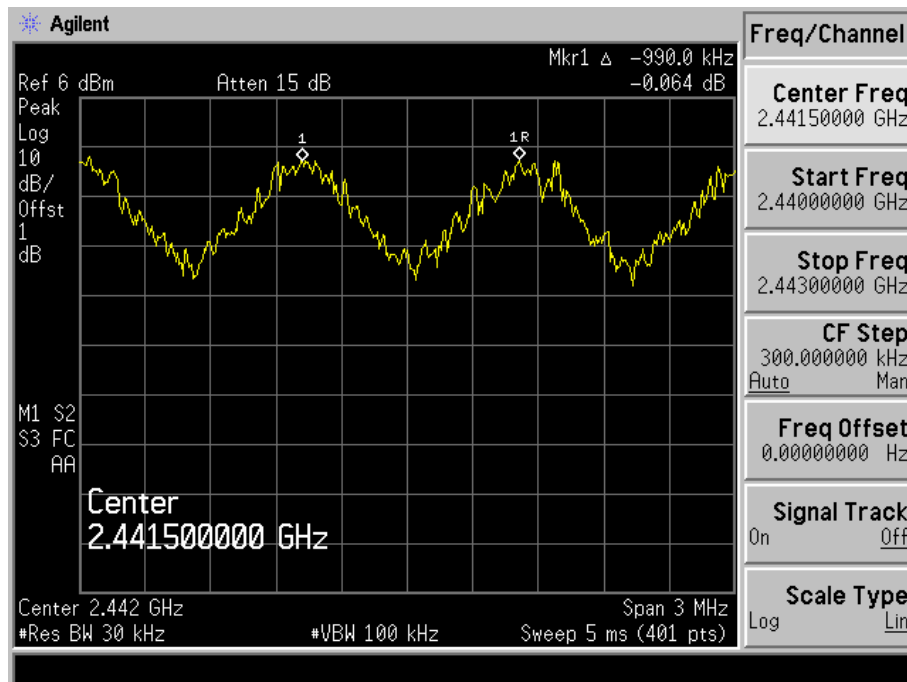 Agilent
Freq/Channel
Mkr1 Δ -990.0 kHz
Ref 6 dBm Atten 15 dB -0.064 dB
Peak
Log
10
dB/
Offst
1
dB
1
1R
M1 S2
S3 FC
AA
Center
2.441500000 GHz
Center 2.442 GHz Span 3 MHz
#Res BW 30 kHz #VBW 100 kHz Sweep 5 ms (401 pts)
Center Freq
2.44150000 GHz
Start Freq
2.44000000 GHz
Stop Freq
2.44300000 GHz
CF Step
300.000000 kHz
Auto Man
Freq Offset
0.00000000 Hz
Signal Track
On Off
Scale Type
Log Lin